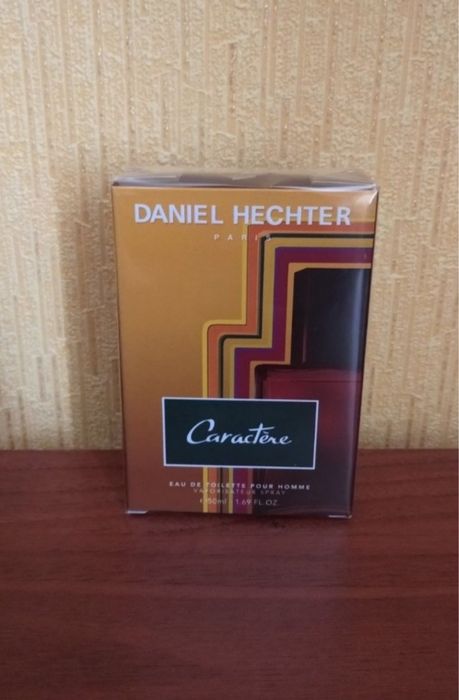 DANIEL HECHTER
PARIS
Caractère
EAU DE TOILETTE POUR HOMME
VAPORISATEUR SPRAY
℮ 50ml - 1.69 FL.OZ